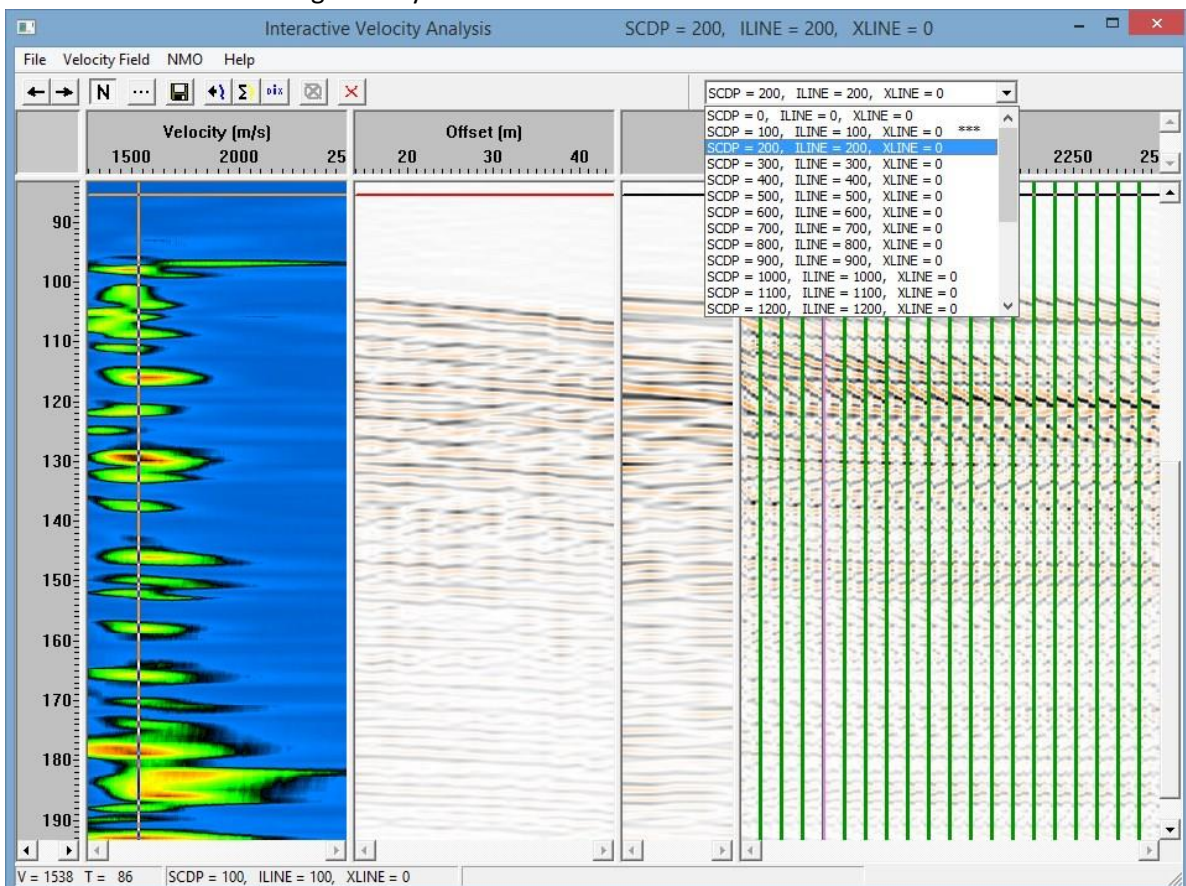 Interactive Velocity Analysis SCDP = 200, ILINE = 200, XLINE = 0
File Velocity Field NMO Help
N ... Σ Dix SCDP = 200, ILINE = 200, XLINE = 0
SCDP = 0, ILINE = 0, XLINE = 0
SCDP = 100, ILINE = 100, XLINE = 0 ***
SCDP = 200, ILINE = 200, XLINE = 0
SCDP = 300, ILINE = 300, XLINE = 0
SCDP = 400, ILINE = 400, XLINE = 0
SCDP = 500, ILINE = 500, XLINE = 0
SCDP = 600, ILINE = 600, XLINE = 0
SCDP = 700, ILINE = 700, XLINE = 0
SCDP = 800, ILINE = 800, XLINE = 0
SCDP = 900, ILINE = 900, XLINE = 0
SCDP = 1000, ILINE = 1000, XLINE = 0
SCDP = 1100, ILINE = 1100, XLINE = 0
SCDP = 1200, ILINE = 1200, XLINE = 0
Velocity (m/s) Offset (m)
1500 2000 25 20 30 40 2250 25
90
100
110
120
130
140
150
160
170
180
190
V = 1538 T = 86 SCDP = 100, ILINE = 100, XLINE = 0